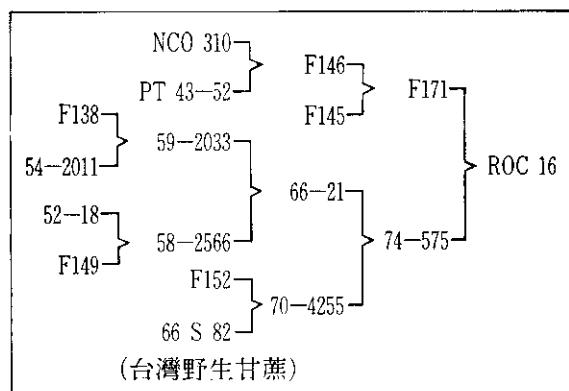 NCO 310
F146
PT 43—52
F171
F138
F145
59—2033
54—2011
ROC 16
66—21
52—18
58—2566
74—575
F149
F152
70—4255
66 S 82
(台灣野生甘蔗)